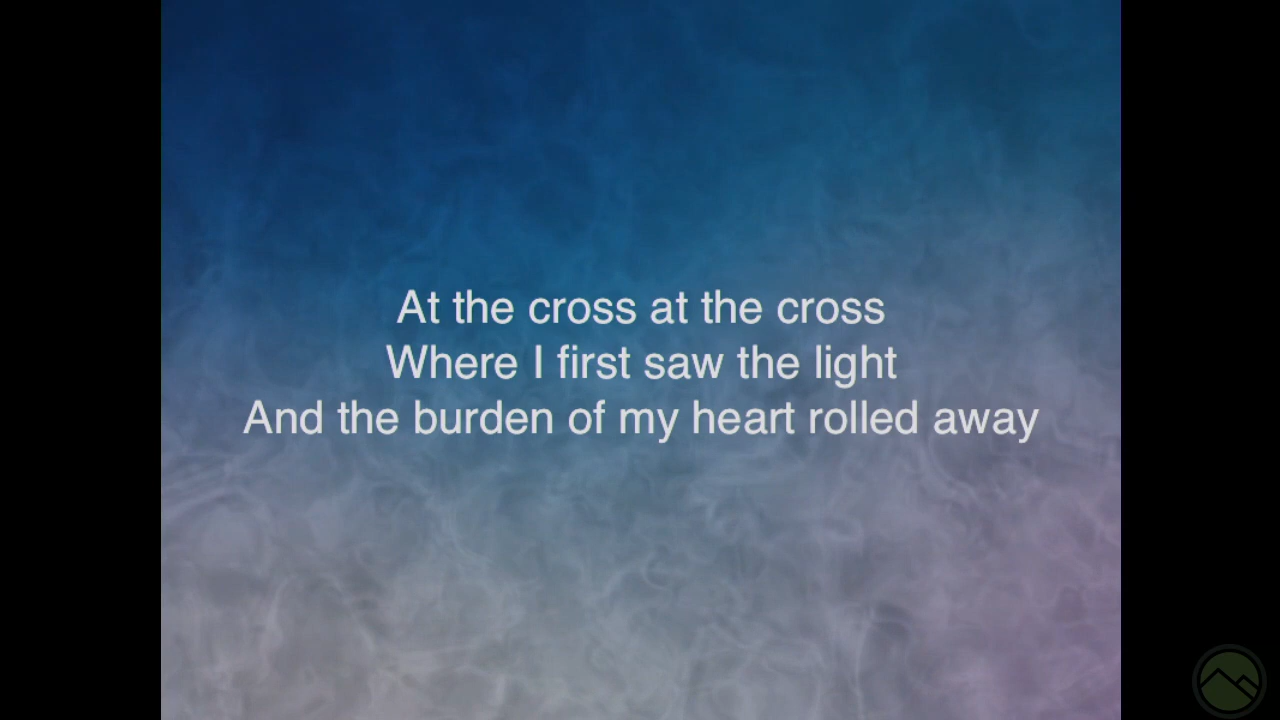 At the cross at the cross
Where I first saw the light
And the burden of my heart rolled away